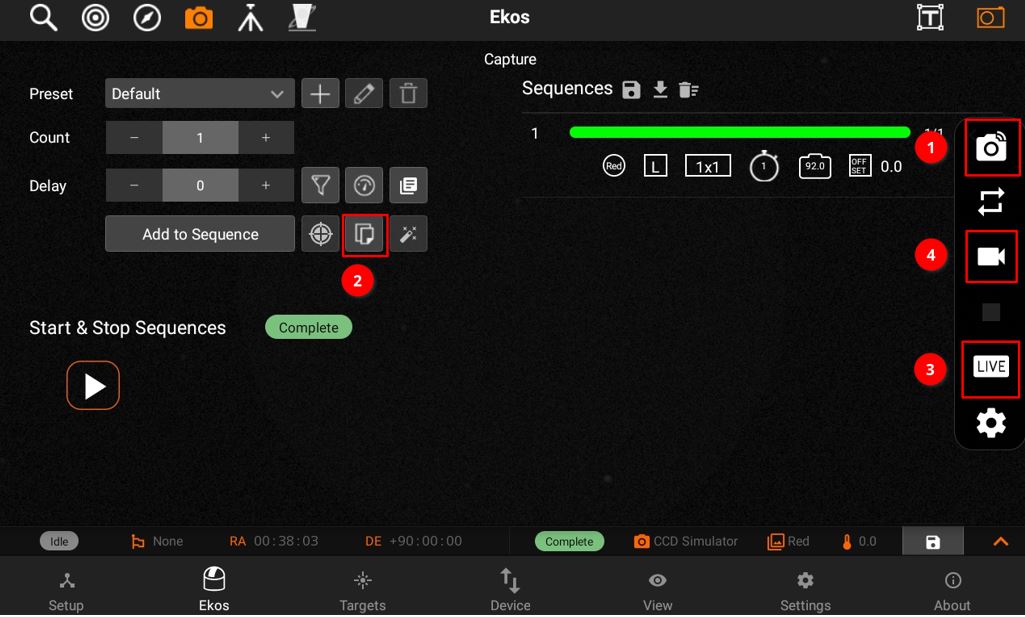 Ekos
T
Capture
Preset Default
Sequences
Count - 1 +
1 1/1
1
Red L 1x1 1 92.0 OFF SET 0.0
Delay - 0 +
Add to Sequence
2
4
Start & Stop Sequences Complete
3 LIVE
Idle None RA 00:38:03 DE +90:00:00 Complete CCD Simulator Red 0.0
Setup Ekos Targets Device View Settings About